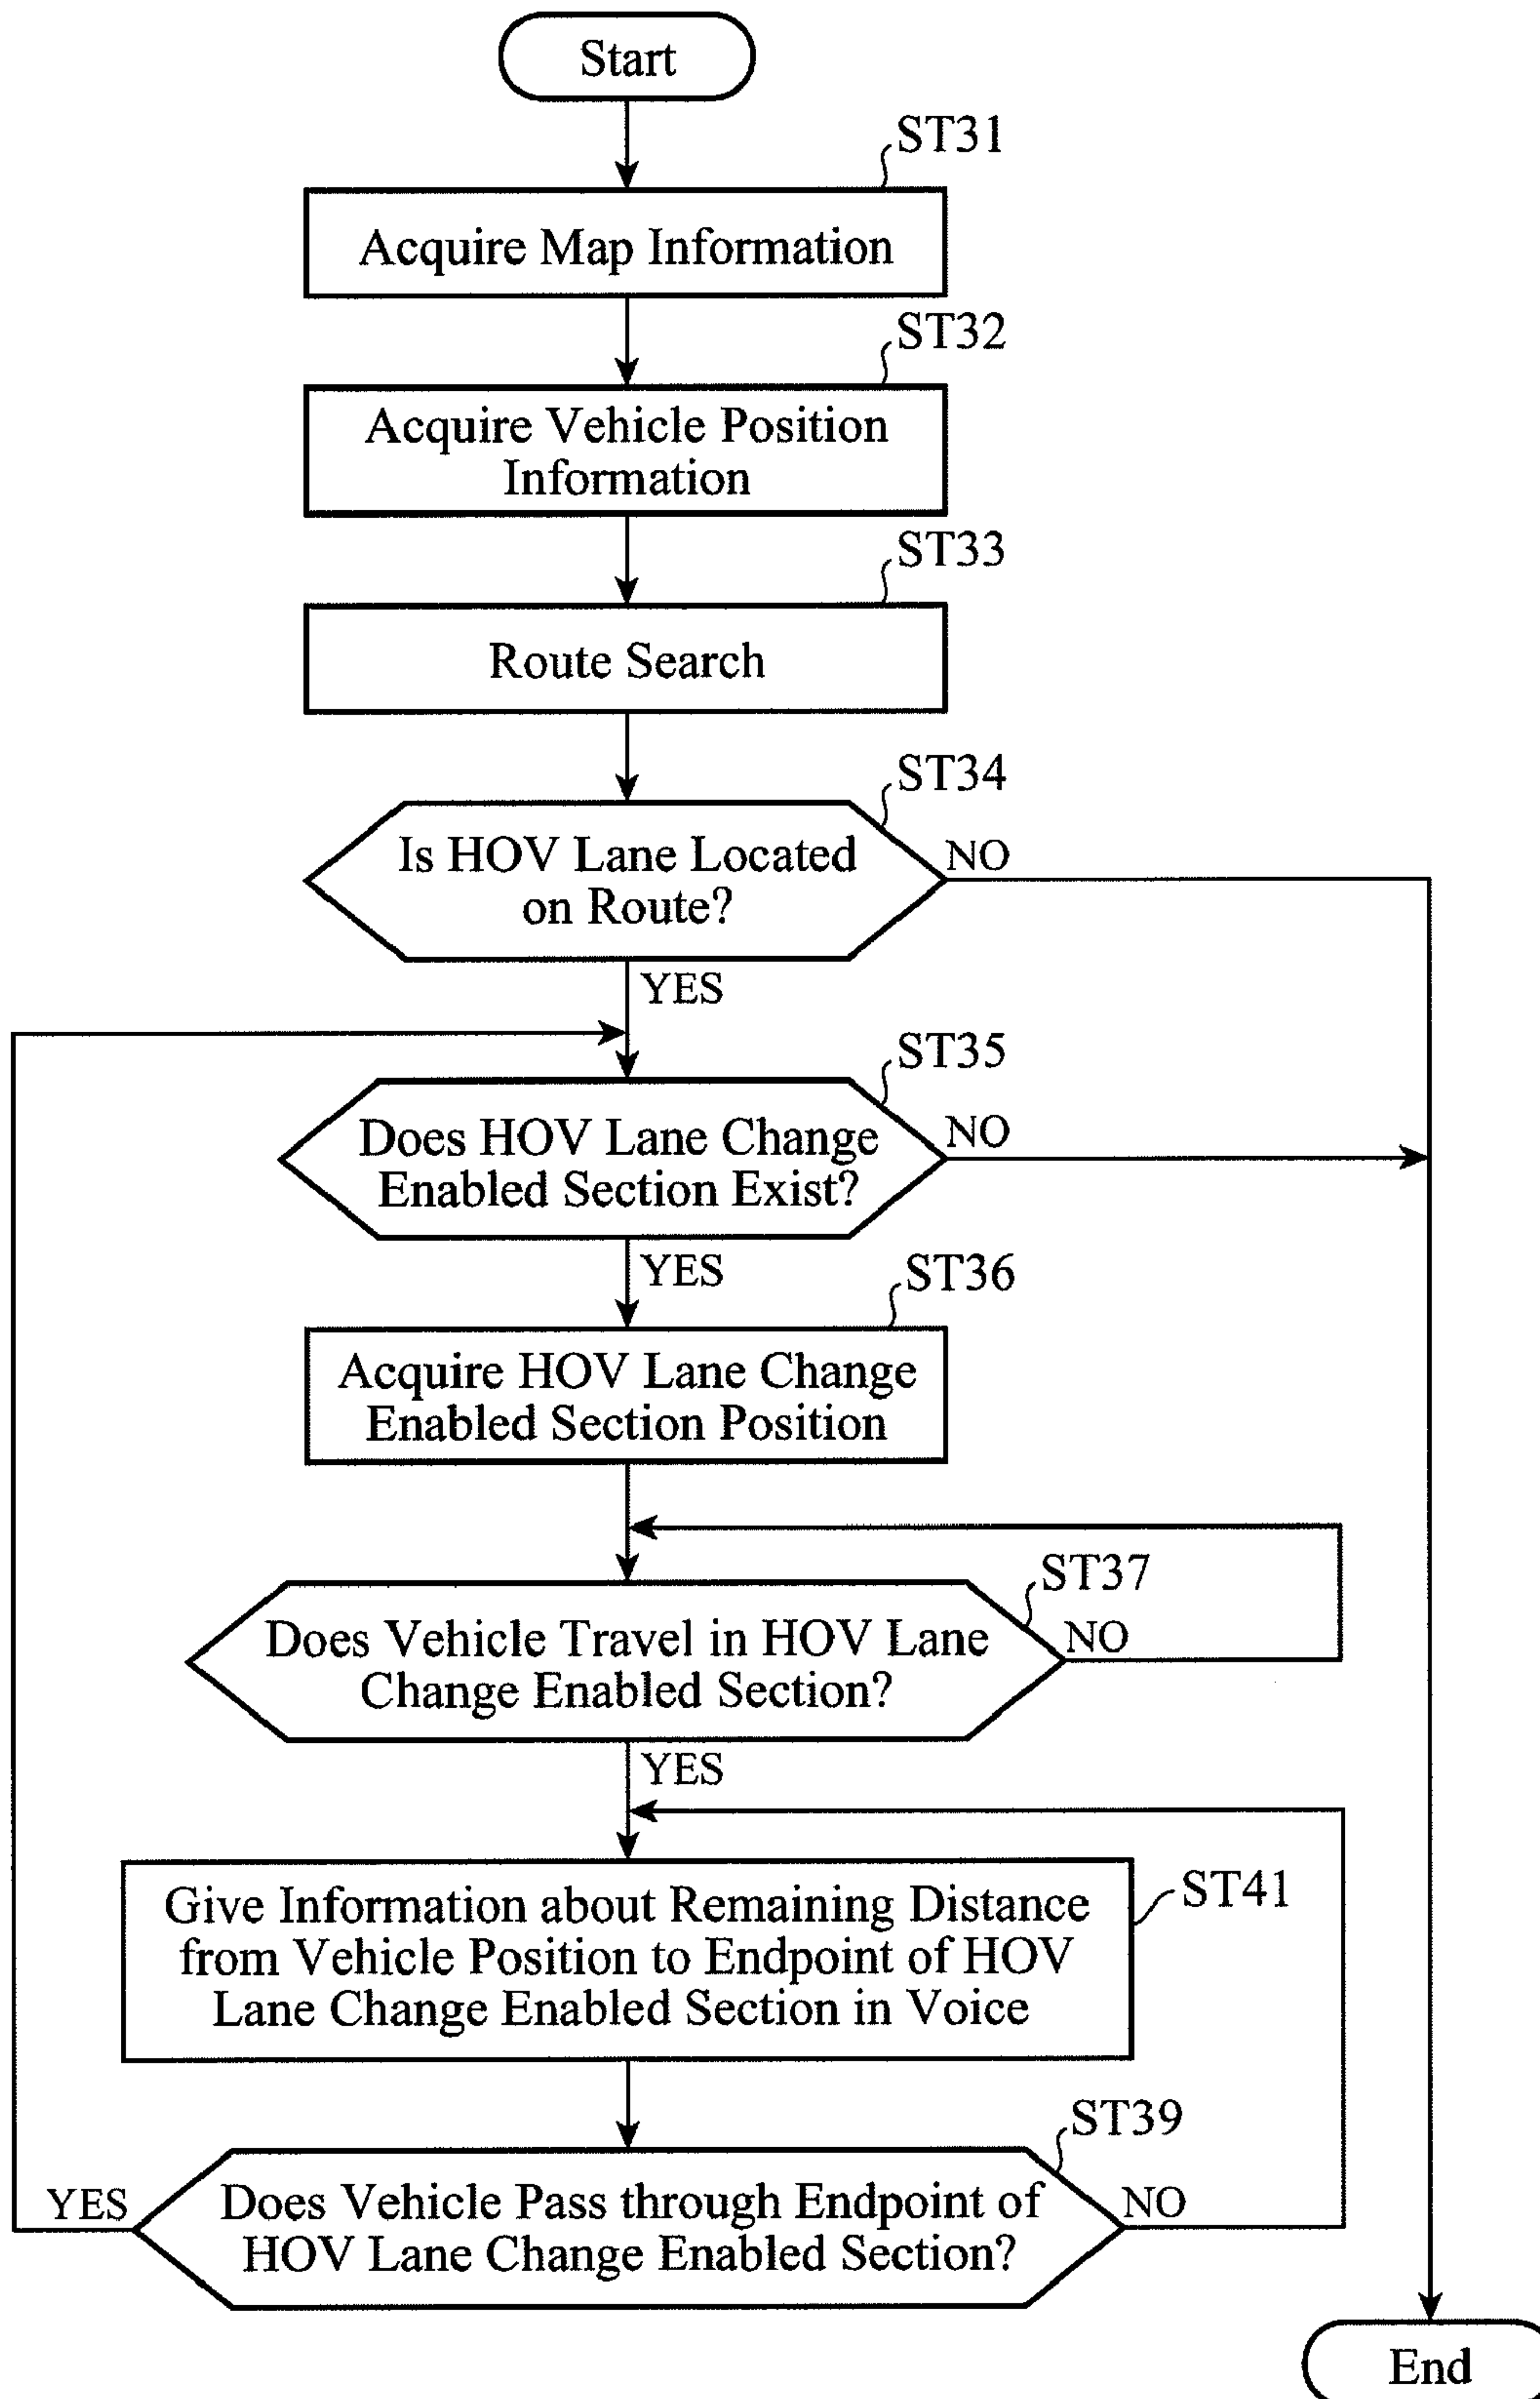 Start
ST31
Acquire Map Information
ST32
Acquire Vehicle Position
Information
ST33
Route Search
ST34
Is HOV Lane Located
on Route?
NO
YES
ST35
Does HOV Lane Change
Enabled Section Exist?
NO
YES
ST36
Acquire HOV Lane Change
Enabled Section Position
ST37
Does Vehicle Travel in HOV Lane
Change Enabled Section?
NO
YES
ST41
Give Information about Remaining Distance
from Vehicle Position to Endpoint of HOV
Lane Change Enabled Section in Voice
ST39
Does Vehicle Pass through Endpoint of
HOV Lane Change Enabled Section?
YES
NO
End